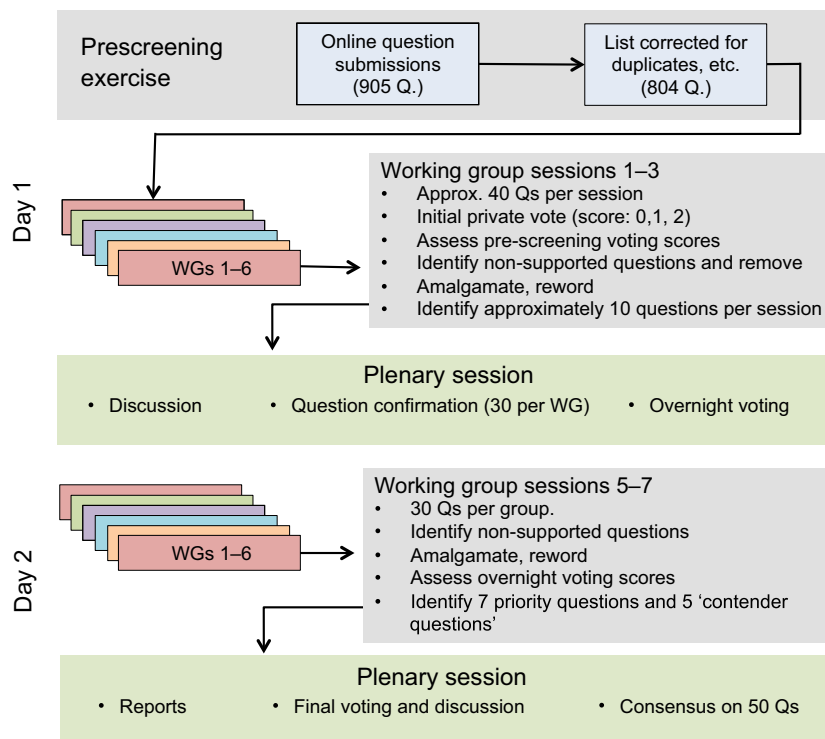 Prescreening
exercise
Online question
submissions
(905 Q.)
List corrected for
duplicates, etc.
(804 Q.)
Day 1
WGs 1–6
Working group sessions 1–3
• Approx. 40 Qs per session
• Initial private vote (score: 0,1, 2)
• Assess pre-screening voting scores
• Identify non-supported questions and remove
• Amalgamate, reword
• Identify approximately 10 questions per session
Plenary session
• Discussion • Question confirmation (30 per WG) • Overnight voting
Day 2
WGs 1–6
Working group sessions 5–7
• 30 Qs per group.
• Identify non-supported questions
• Amalgamate, reword
• Assess overnight voting scores
• Identify 7 priority questions and 5 ‘contender
questions’
Plenary session
• Reports • Final voting and discussion • Consensus on 50 Qs